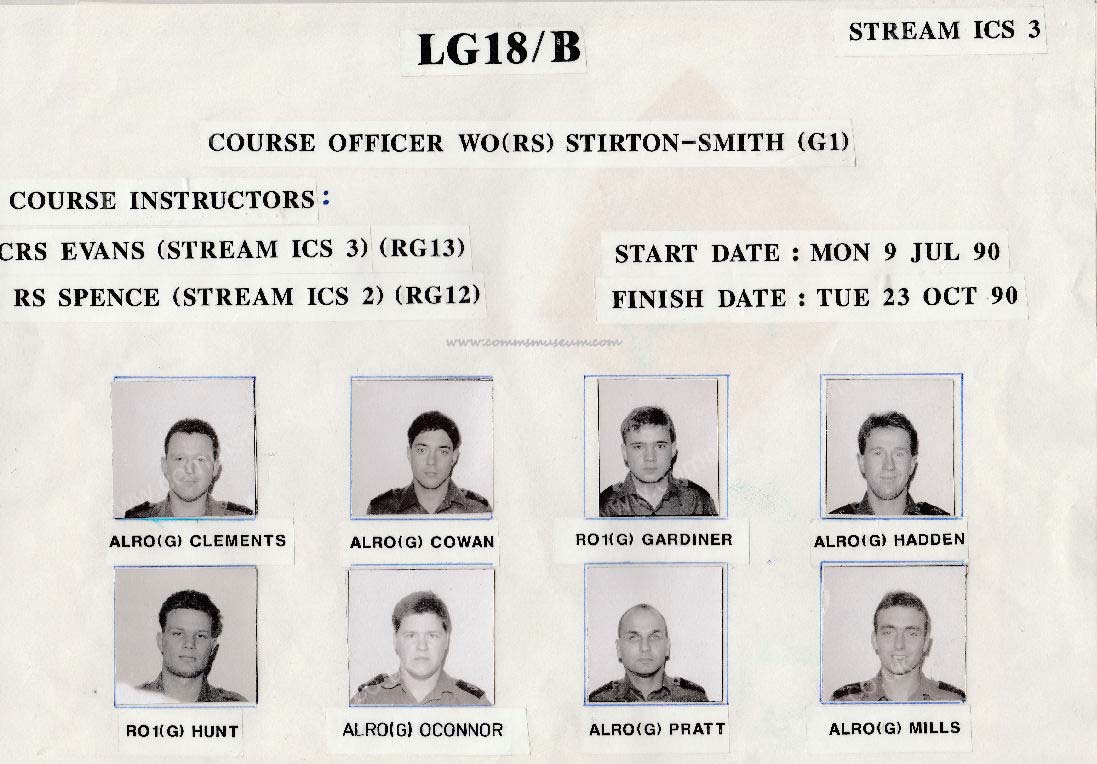 LG18/B
STREAM ICS 3
COURSE OFFICER WO(RS) STIRTON-SMITH (G1)
COURSE INSTRUCTORS:
CRS EVANS (STREAM ICS 3) (RG13)
START DATE : MON 9 JUL 90
RS SPENCE (STREAM ICS 2) (RG12)
FINISH DATE : TUE 23 OCT 90
www.commsmuseum.com
ALRO(G) CLEMENTS
ALRO(G) COWAN
RO1(G) GARDINER
ALRO(G) HADDEN
RO1(G) HUNT
ALRO(G) OCONNOR
ALRO(G) PRATT
ALRO(G) MILLS